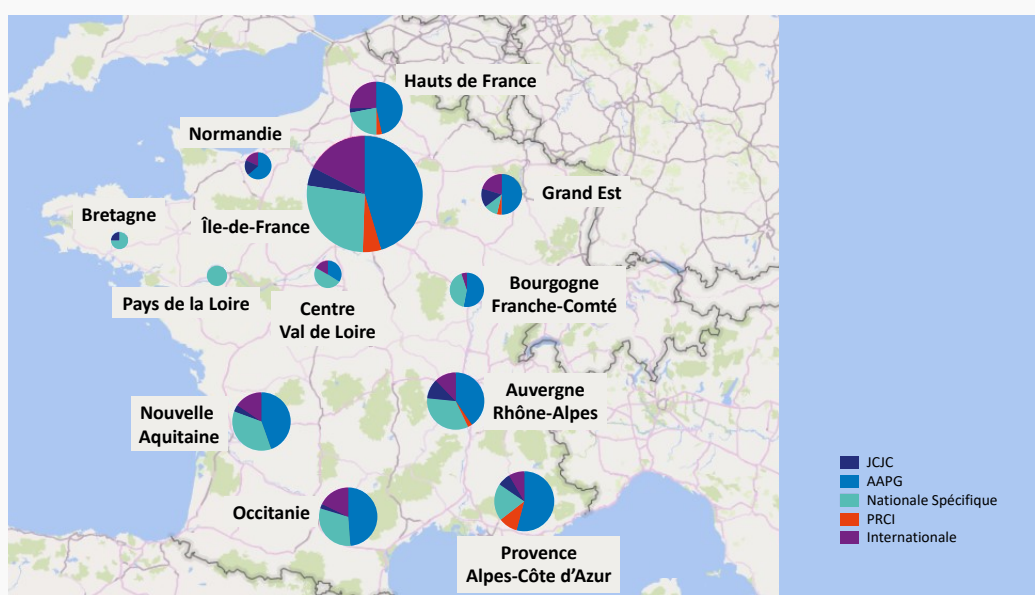 Hauts de France
Normandie
Grand Est
Bretagne
Île-de-France
Pays de la Loire
Centre
Val de Loire
Bourgogne
Franche-Comté
Auvergne
Rhône-Alpes
Nouvelle
Aquitaine
Occitanie
Provence
Alpes-Côte d'Azur
JCJC
AAPG
Nationale Spécifique
PRCI
Internationale